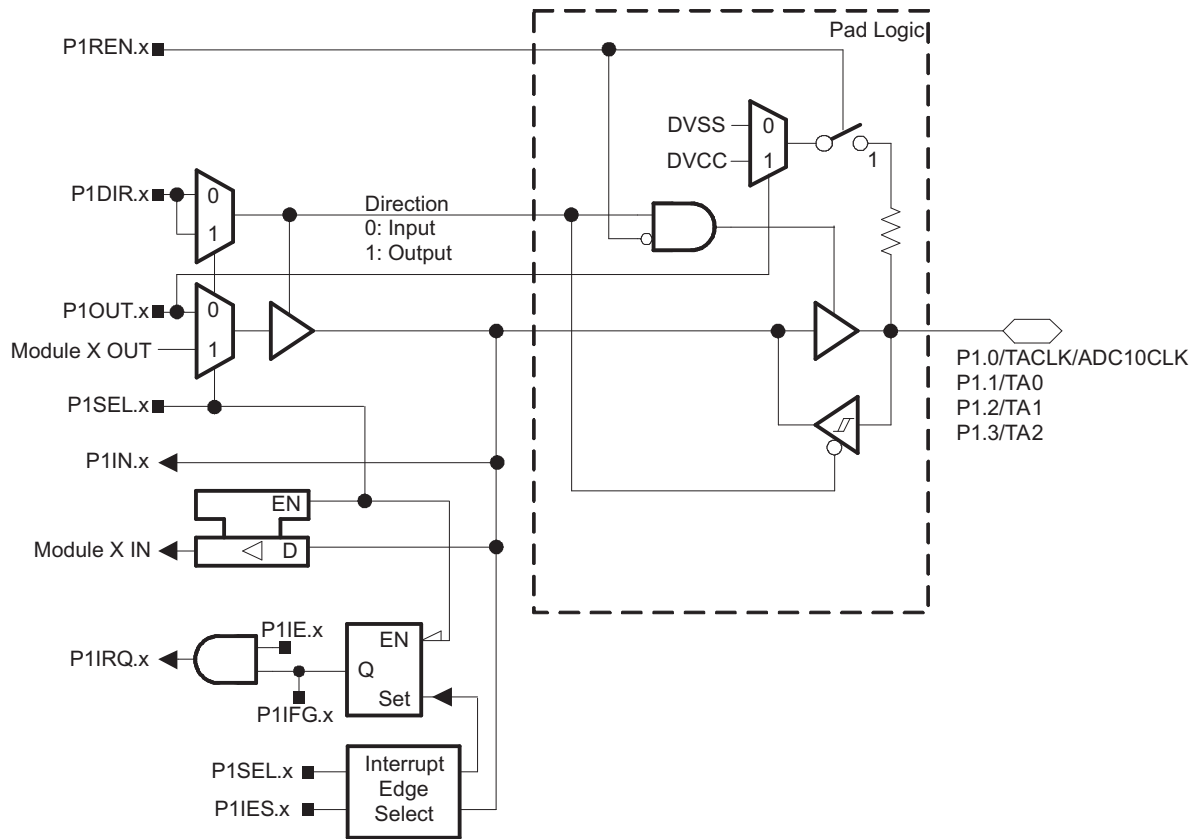 Pad Logic
P1REN.x
DVSS
0
DVCC
1
1
P1DIR.x
0
1
Direction
0: Input
1: Output
P1OUT.x
0
Module X OUT
1
P1.0/TACLK/ADC10CLK
P1.1/TA0
P1.2/TA1
P1.3/TA2
P1SEL.x
P1IN.x
EN
Module X IN
D
P1IE.x
EN
P1IRQ.x
Q
Set
P1IFG.x
P1SEL.x
P1IES.x
Interrupt
Edge
Select